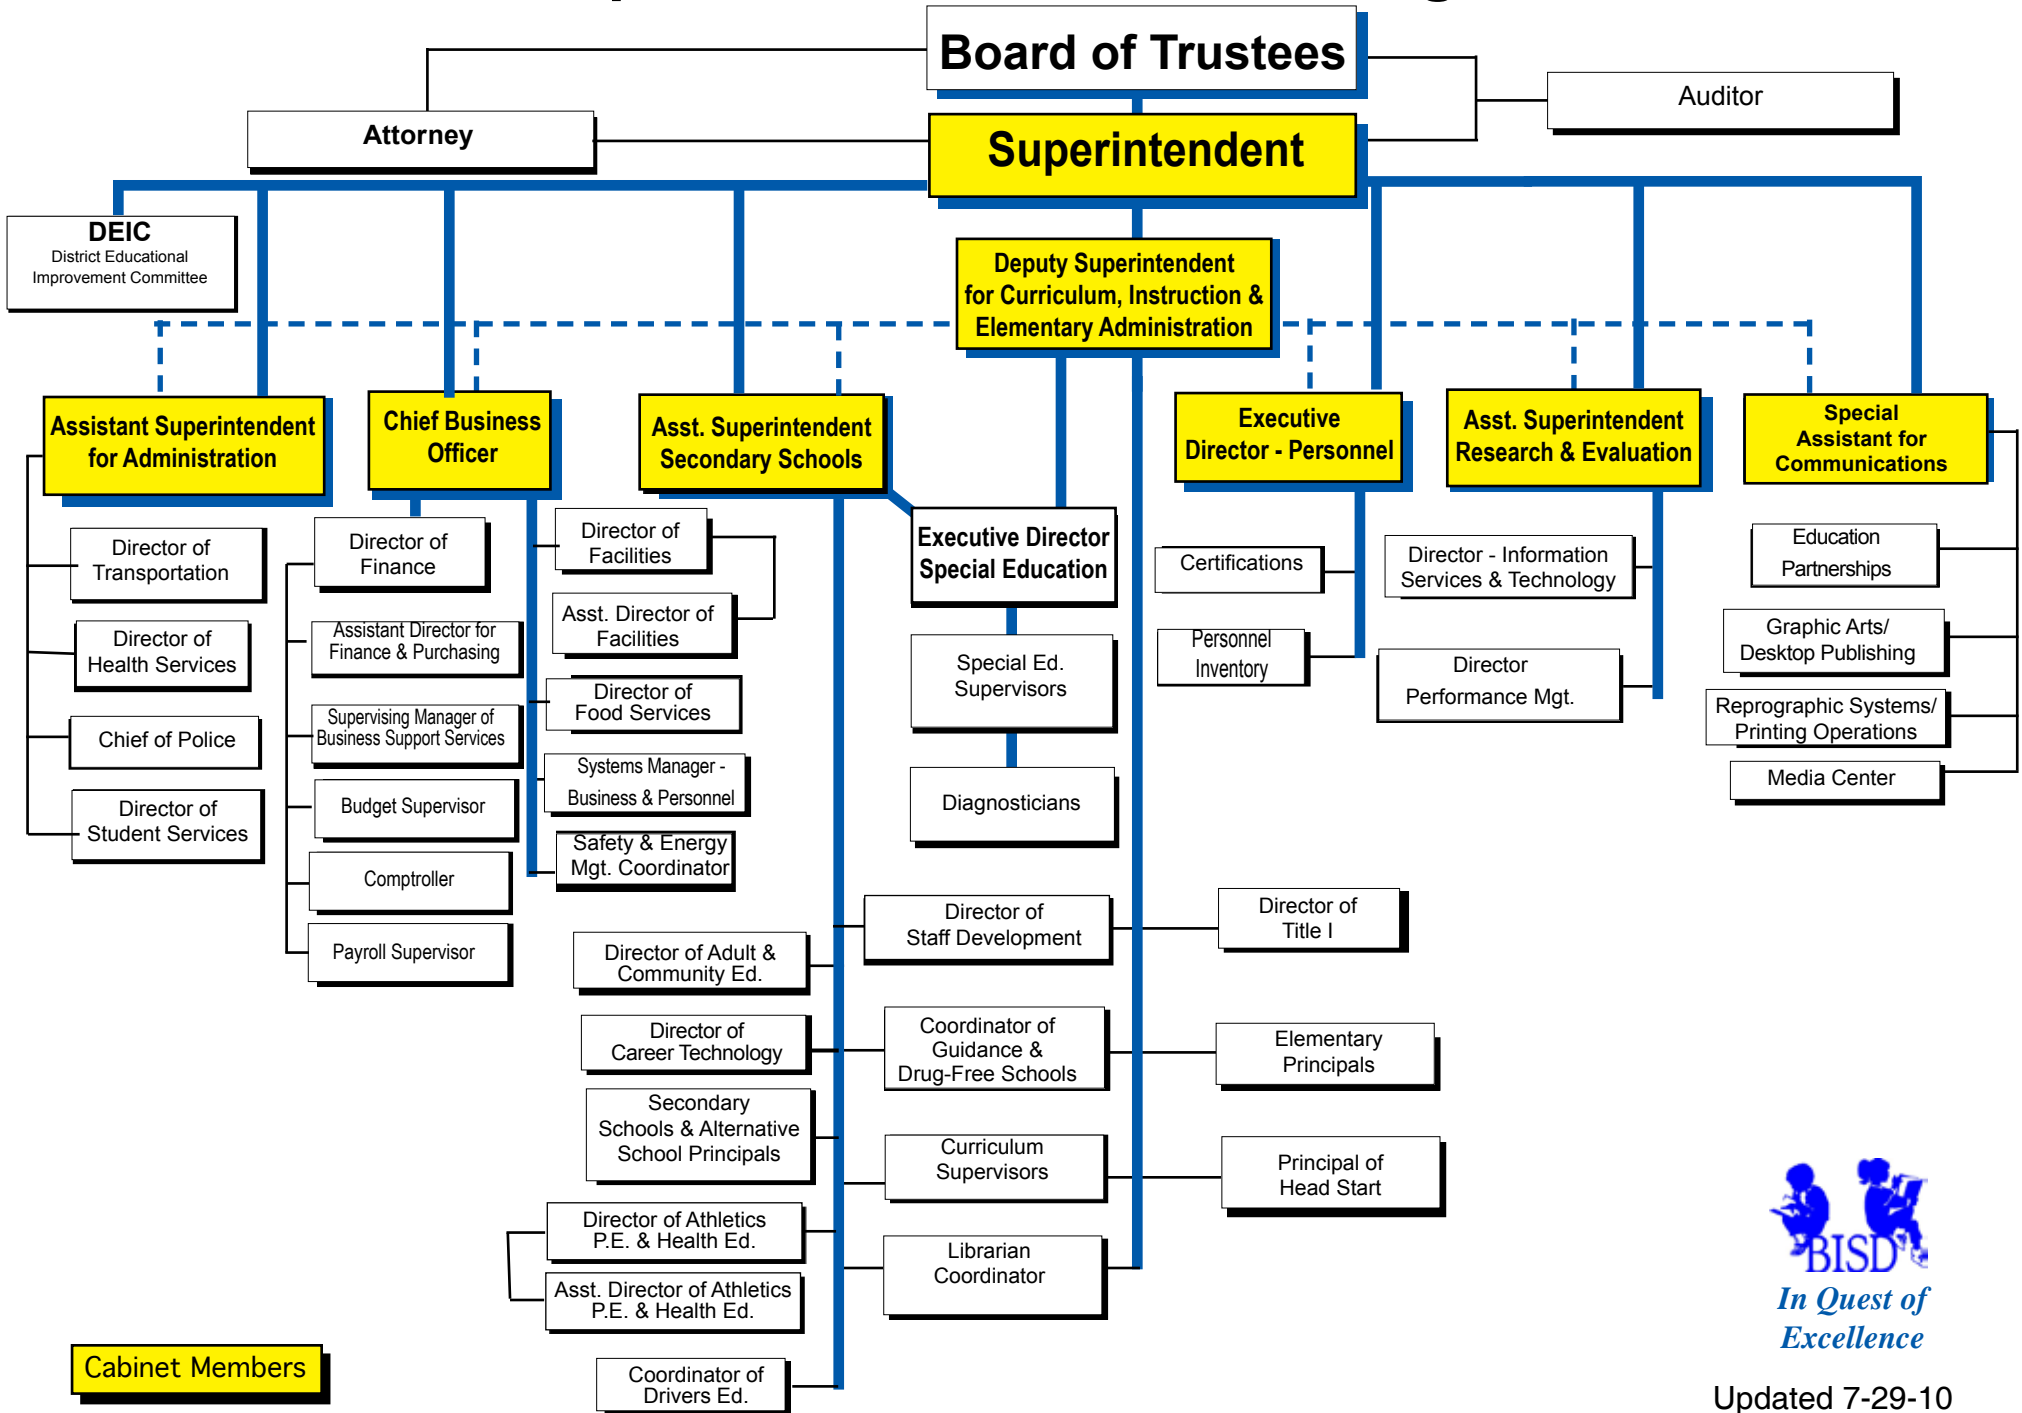 Board of Trustees
Auditor
Attorney
Superintendent
DEIC
District Educational
Improvement Committee
Deputy Superintendent
for Curriculum, Instruction &
Elementary Administration
Assistant Superintendent
for Administration
Chief Business
Officer
Asst. Superintendent
Secondary Schools
Executive
Director - Personnel
Asst. Superintendent
Research & Evaluation
Special
Assistant for
Communications
Director of
Transportation
Director of
Health Services
Chief of Police
Director of
Student Services
Director of
Finance
Assistant Director for
Finance & Purchasing
Supervising Manager of
Business Support Services
Budget Supervisor
Comptroller
Payroll Supervisor
Director of
Facilities
Asst. Director of
Facilities
Director of
Food Services
Systems Manager -
Business & Personnel
Safety & Energy
Mgt. Coordinator
Executive Director
Special Education
Special Ed.
Supervisors
Diagnosticians
Certifications
Personnel
Inventory
Director - Information
Services & Technology
Director
Performance Mgt.
Education
Partnerships
Graphic Arts/
Desktop Publishing
Reprographic Systems/
Printing Operations
Media Center
Director of Adult &
Community Ed.
Director of
Career Technology
Secondary
Schools & Alternative
School Principals
Director of Athletics
P.E. & Health Ed.
Asst. Director of Athletics
P.E. & Health Ed.
Coordinator of
Drivers Ed.
Director of
Staff Development
Coordinator of
Guidance &
Drug-Free Schools
Curriculum
Supervisors
Librarian
Coordinator
Director of
Title I
Elementary
Principals
Principal of
Head Start
Cabinet Members
BISD
In Quest of
Excellence
Updated 7-29-10